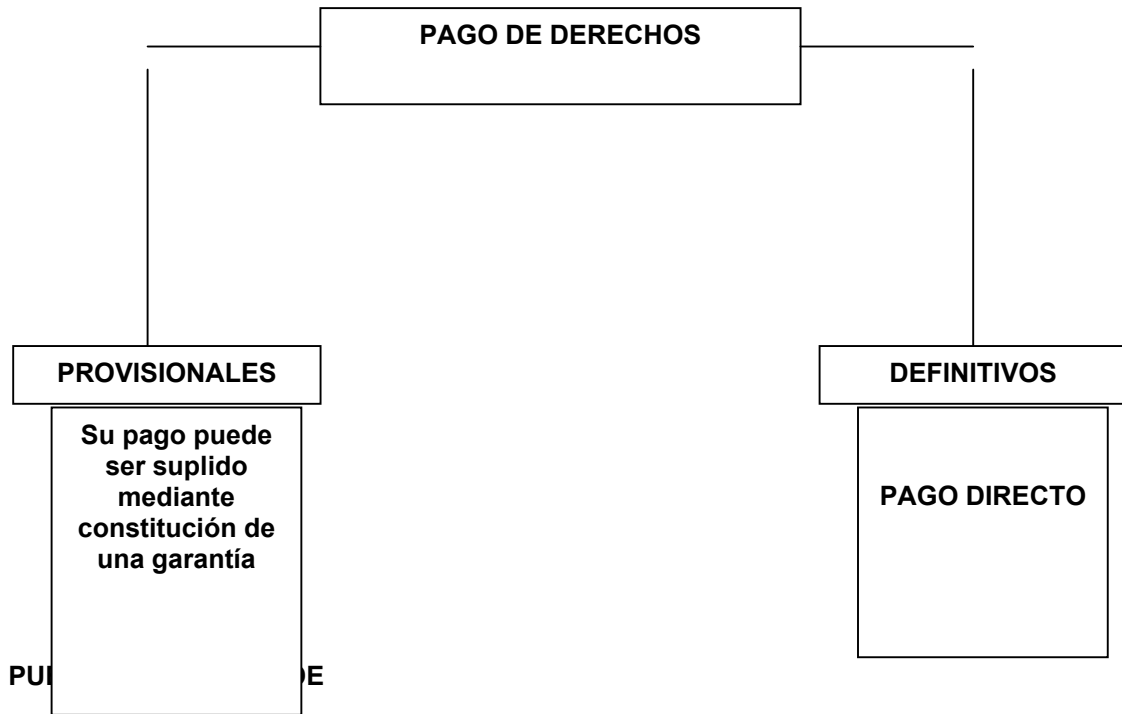 PAGO DE DERECHOS
PROVISIONALES
Su pago puede
ser suplido
mediante
constitución de
una garantía
DEFINITIVOS
PAGO DIRECTO